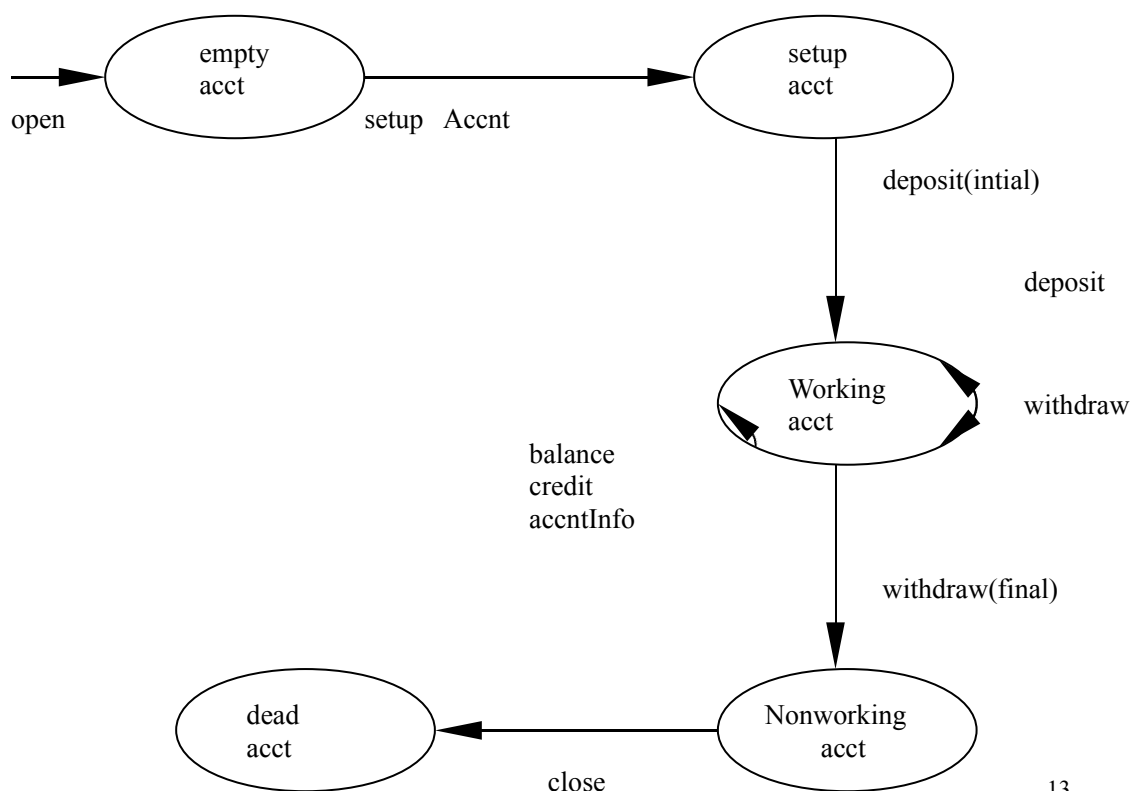 empty
acct
setup
acct
open
setup Accnt
deposit(intial)
deposit
Working
acct
withdraw
balance
credit
accntInfo
withdraw(final)
dead
acct
Nonworking
acct
close
13